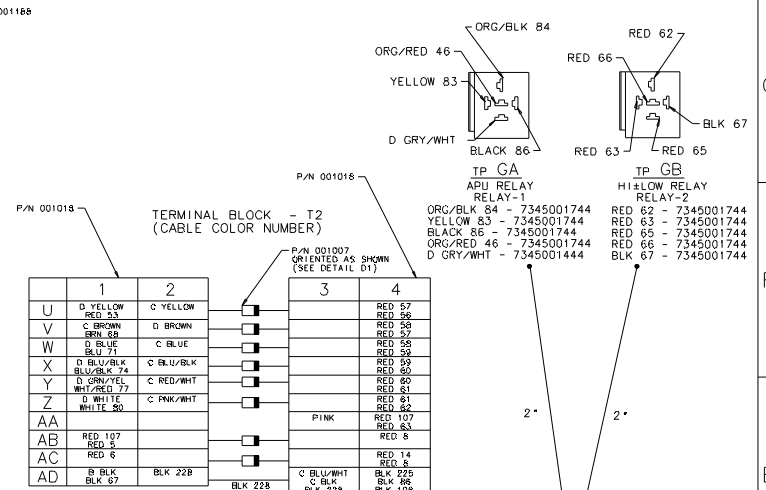 001188
ORG/BLK 84
RED 62
ORG/RED 46
RED 66
YELLOW 83
BLK 67
D GRY/WHT
BLACK 86
RED 63
RED 65
TP GA
APU RELAY
RELAY-1
ORG/BLK 84 - 7345001744
YELLOW 83 - 7345001744
BLACK 86 - 7345001744
ORG/RED 46 - 7345001744
D GRY/WHT - 7345001444
TP GB
HI±LOW RELAY
RELAY-2
RED 62 - 7345001744
RED 63 - 7345001744
RED 65 - 7345001744
RED 66 - 7345001744
BLK 67 - 7345001744
P/N 001018
P/N 001018
TERMINAL BLOCK - T2
(CABLE COLOR NUMBER)
P/N 001007
ORIENTED AS SHOWN
(SEE DETAIL D1)
1 2 3 4
U D YELLOW C YELLOW RED 57
RED 53 RED 56
V C BROWN D BROWN RED 58
BRN 68 RED 57
W D BLUE C BLUE RED 58
BLU 71 RED 59
X D BLU/BLK C BLU/BLK RED 59
BLU/BLK 74 RED 60
Y D GRN/YEL C RED/WHT RED 60
WHT/RED 77 RED 61
Z D WHITE C PNK/WHT RED 61
WHITE 80 RED 62
AA PINK RED 107
RED 63
AB RED 107 RED 8
RED 5
AC RED 6 RED 14
RED 8
AD B BLK BLK 228 C BLU/WHT BLK 225
BLK 67 BLK 228 C BLK BLK 86
BLK 228 BLK 108
2"
2"